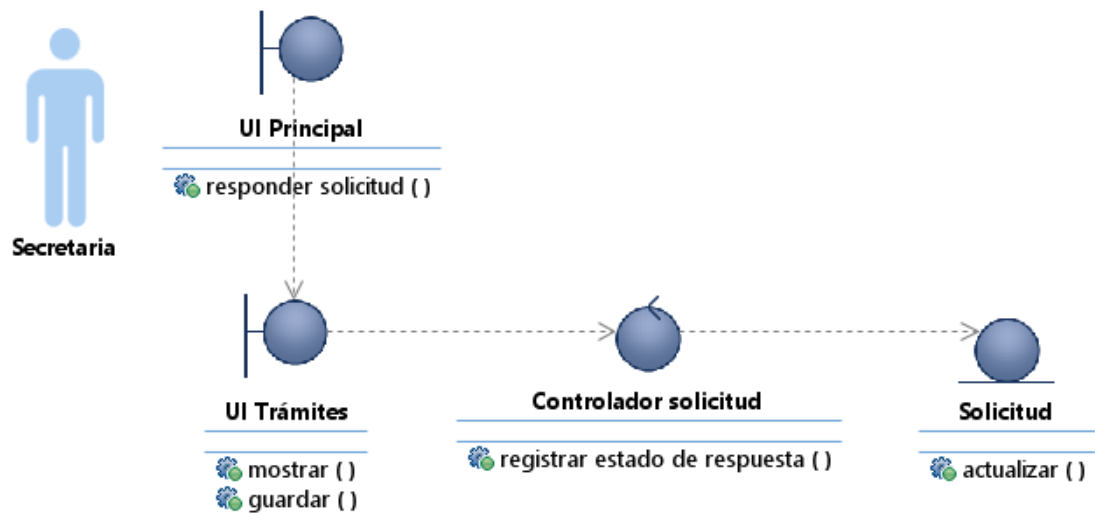 UI Principal
responder solicitud ( )
Secretaria
UI Trámites
mostrar ( )
guardar ( )
Controlador solicitud
registrar estado de respuesta ( )
Solicitud
actualizar ( )